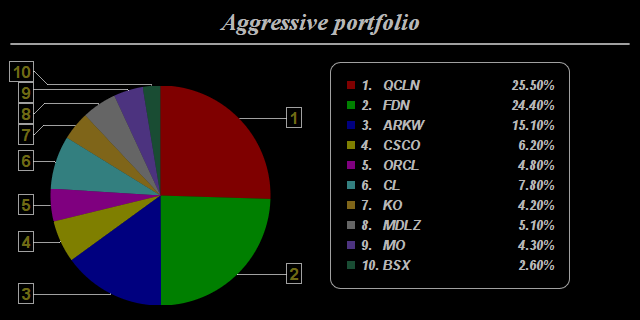 Aggressive portfolio
10
9
8
7
6
5
4
3
1
2
1. QCLN 25.50%
2. FDN 24.40%
3. ARKW 15.10%
4. CSCO 6.20%
5. ORCL 4.80%
6. CL 7.80%
7. KO 4.20%
8. MDLZ 5.10%
9. MO 4.30%
10. BSX 2.60%